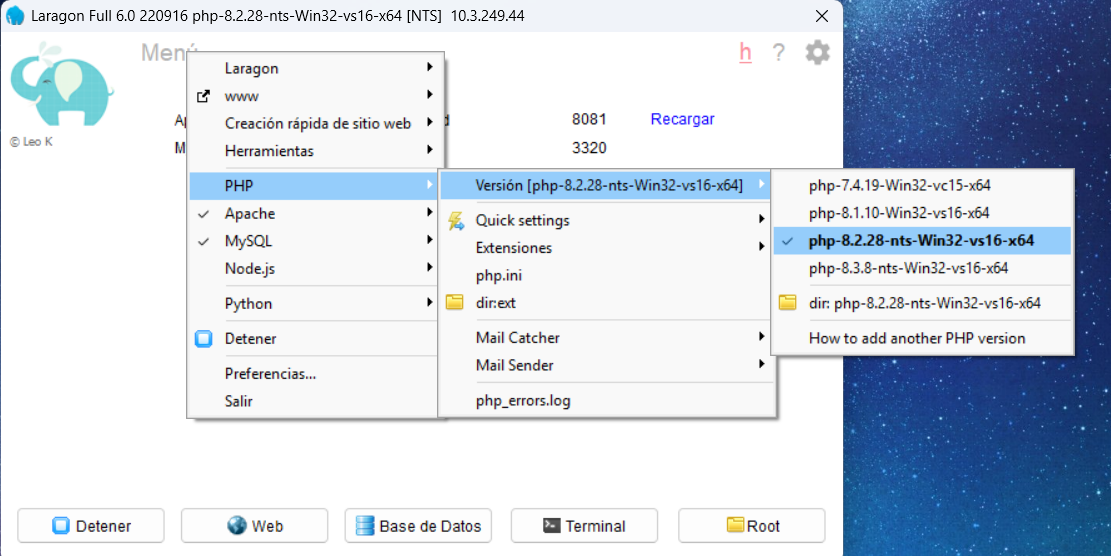 Laragon Full 6.0 220916 php-8.2.28-nts-Win32-vs16-x64 [NTS] 10.3.249.44
Menú
h ?
© Leo K
8081 Recargar
3320
Laragon
www
Creación rápida de sitio web
Herramientas
PHP
Apache
MySQL
Node.js
Python
Detener
Preferencias...
Salir
Versión [php-8.2.28-nts-Win32-vs16-x64]
Quick settings
Extensiones
php.ini
dir:ext
Mail Catcher
Mail Sender
php_errors.log
php-7.4.19-Win32-vc15-x64
php-8.1.10-Win32-vs16-x64
php-8.2.28-nts-Win32-vs16-x64
php-8.3.8-nts-Win32-vs16-x64
dir: php-8.2.28-nts-Win32-vs16-x64
How to add another PHP version
Detener
Web
Base de Datos
Terminal
Root